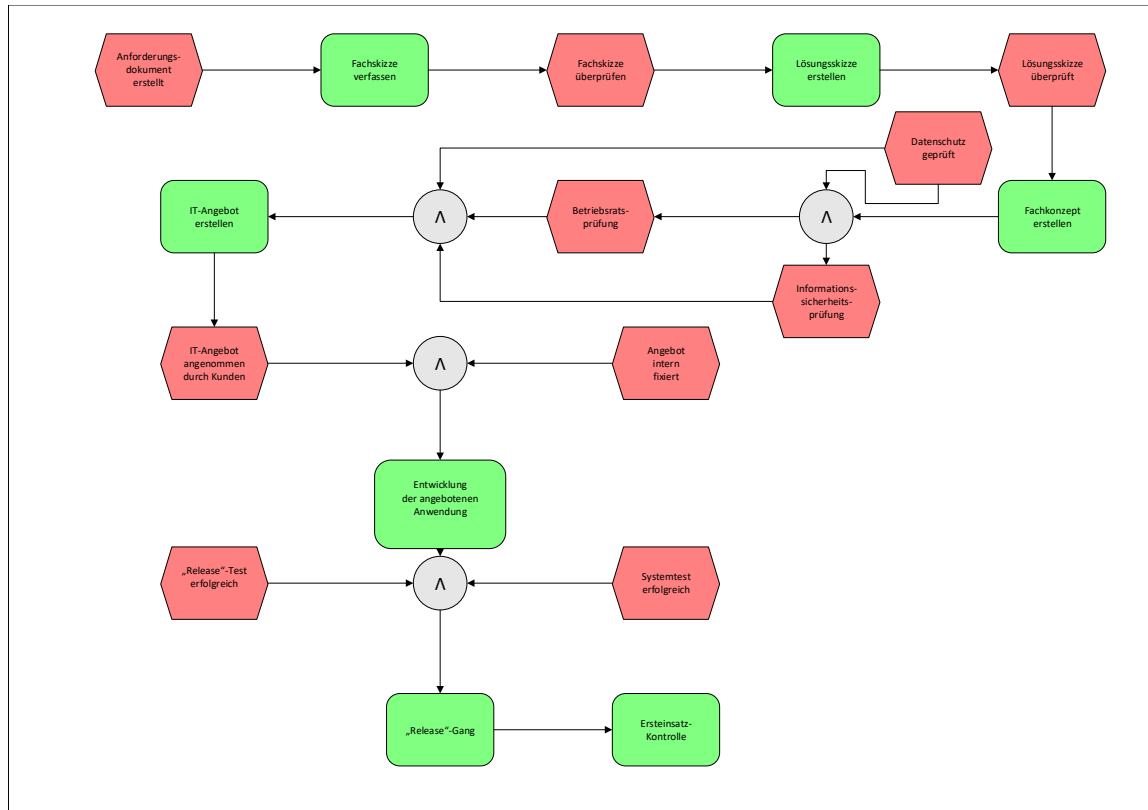 Anforderungs-
dokument
erstellt
Fachskizze
verfassen
Fachskizze
überprüfen
Lösungsskizze
erstellen
Lösungsskizze
überprüft
Datenschutz
geprüft
IT-Angebot
erstellen
Λ
Betriebsrats-
prüfung
Λ
Fachkonzept
erstellen
Informations-
sicherheits-
prüfung
IT-Angebot
angenommen
durch Kunden
Λ
Angebot
intern
fixiert
Entwicklung
der angebotenen
Anwendung
„Release“-Test
erfolgreich
Λ
Systemtest
erfolgreich
„Release“-Gang
Ersteinsatz-
Kontrolle